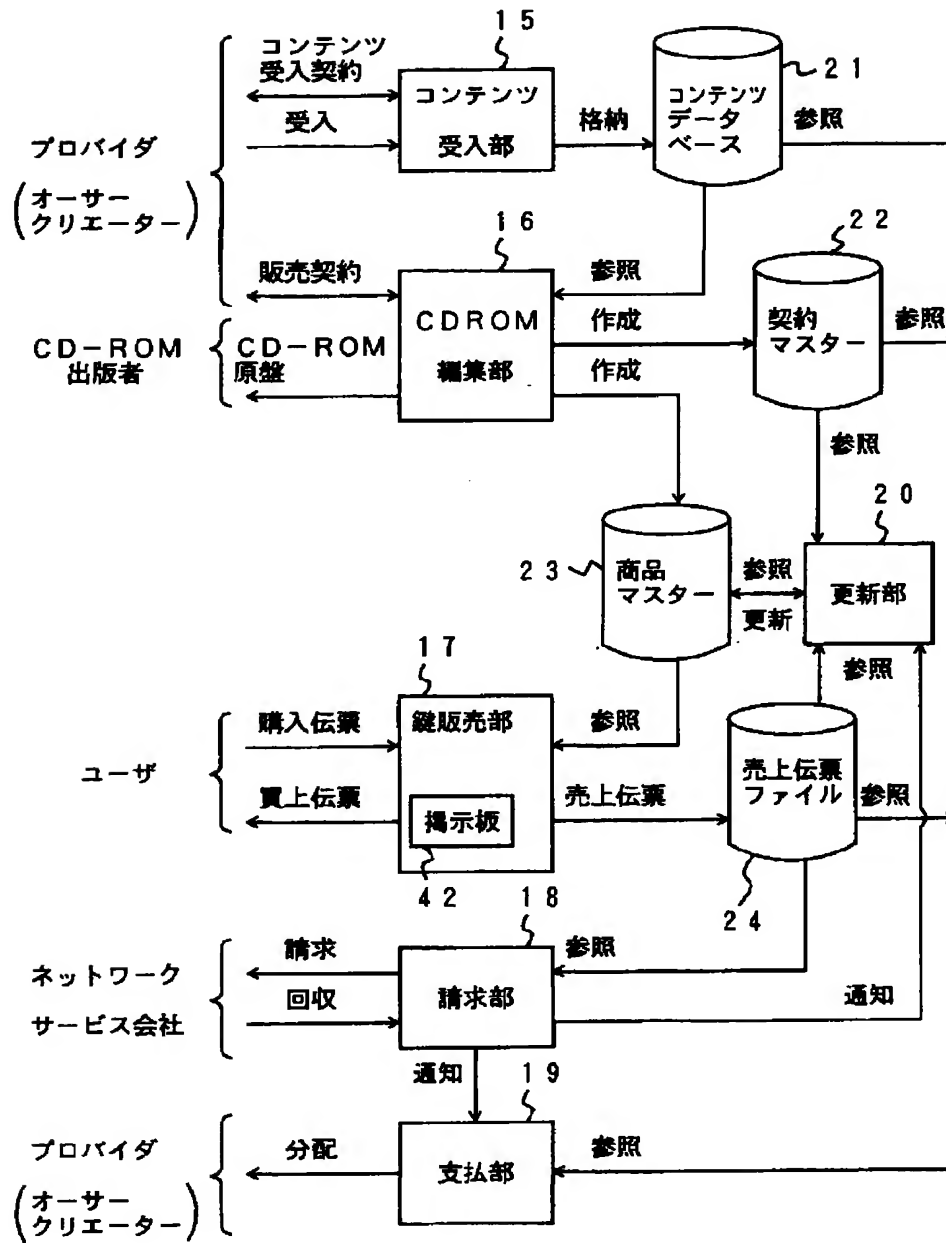 15
コンテンツ
受入契約
コンテンツ
受入部
受入
格納
21
コンテンツ
データ
ベース
参照
プロバイダ
(オーサー
クリエーター)
16
22
販売契約
参照
CDROM
編集部
作成
作成
契約
マスター
参照
CD-ROM
出版者
CD-ROM
原盤
参照
20
23
商品
マスター
参照
更新
更新部
17
参照
購入伝票
鍵販売部
参照
ユーザ
買上伝票
掲示板
売上伝票
売上伝票
ファイル
参照
42
18
24
ネットワーク
サービス会社
請求
回収
請求部
参照
通知
通知
19
プロバイダ
(オーサー
クリエーター)
分配
支払部
参照